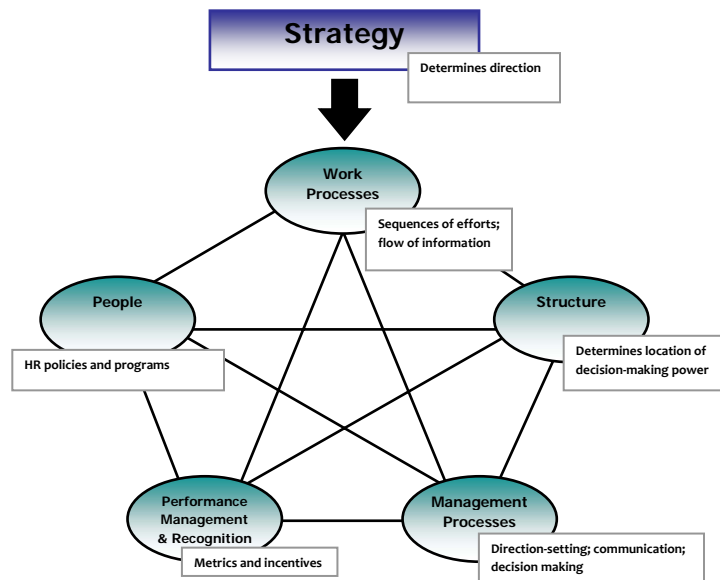 Strategy
Determines direction
Work
Processes
Sequences of efforts;
flow of information
People
HR policies and programs
Structure
Determines location of
decision-making power
Performance
Management
& Recognition
Metrics and incentives
Management
Processes
Direction-setting; communication;
decision making